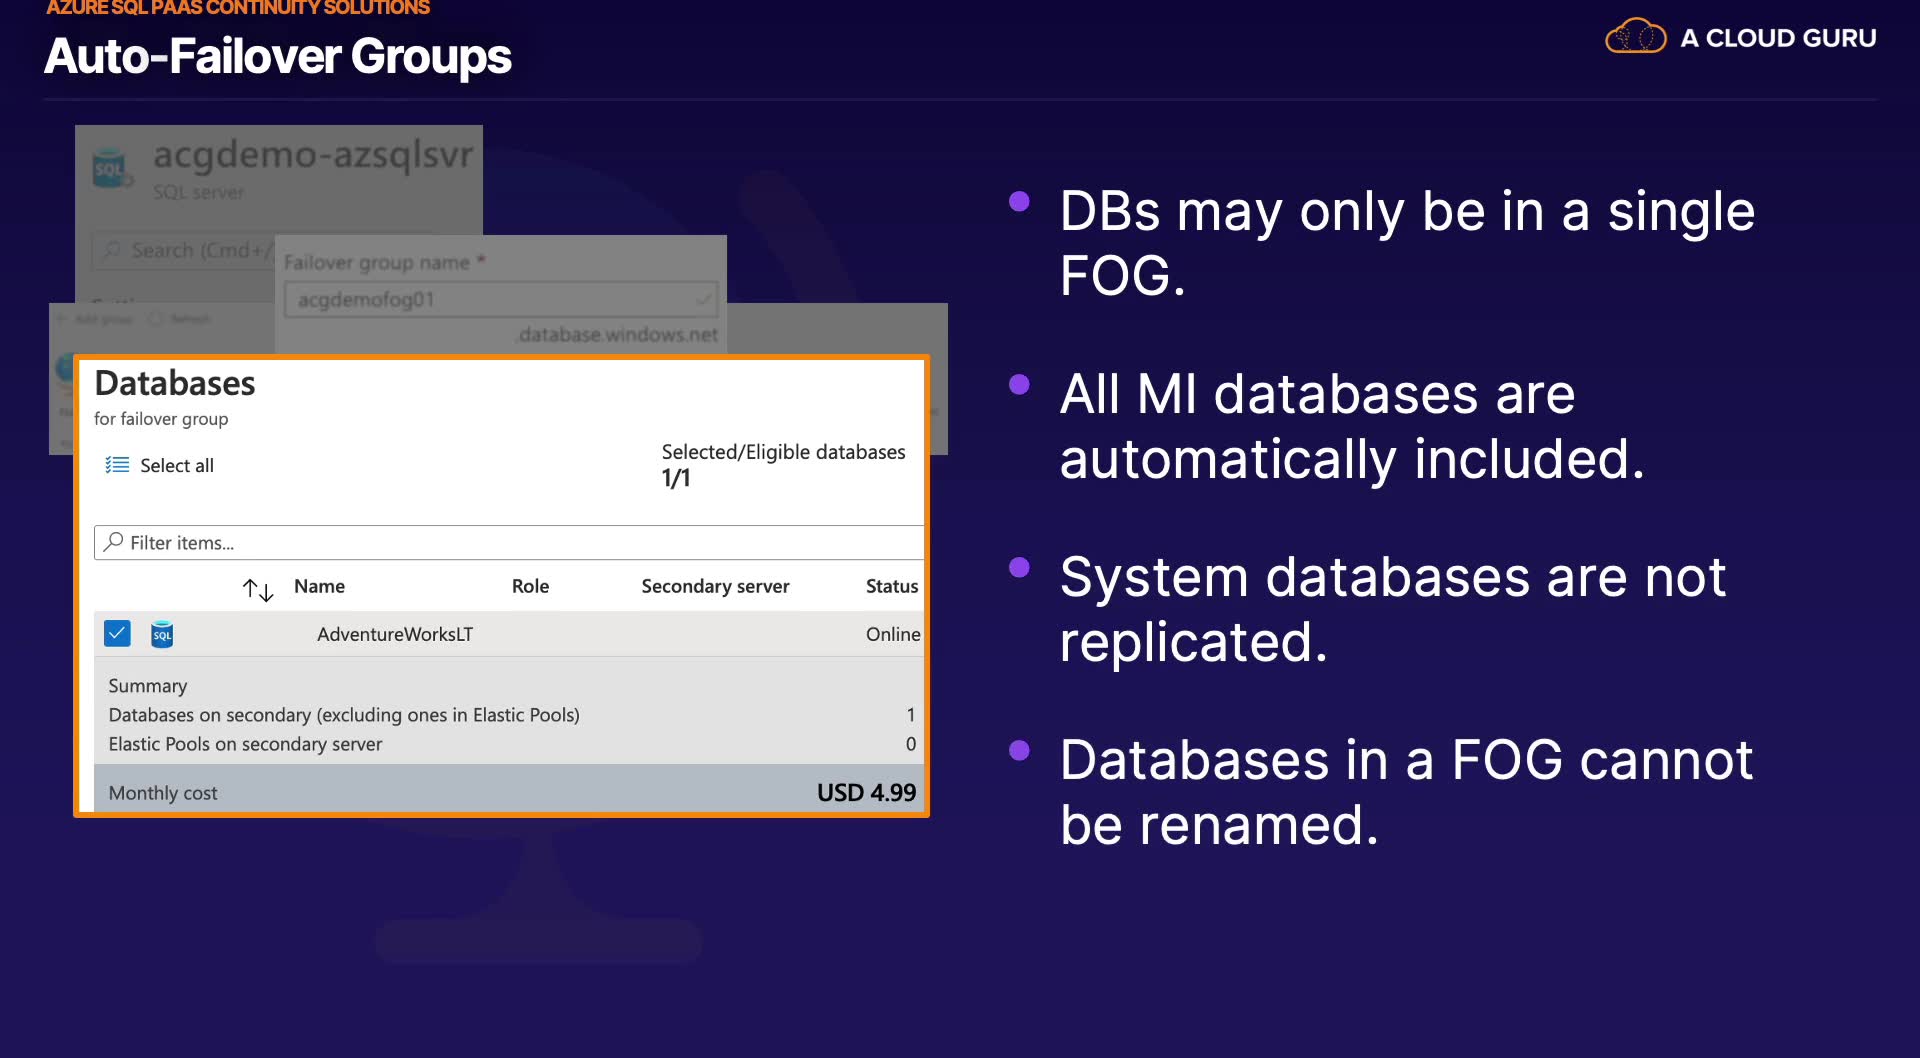 AZURE SQL PAAS CONTINUITY SOLUTIONS
Auto-Failover Groups
A CLOUD GURU
acgdemo-azsqlsvr
SQL server
Search (Cmd+/
Failover group name *
acgdemofog01
.database.windows.net
Add group Refresh
Databases
for failover group
Select all
Selected/Eligible databases
1/1
Filter items...
Name Role Secondary server Status
SQL AdventureWorksLT Online
Summary
Databases on secondary (excluding ones in Elastic Pools) 1
Elastic Pools on secondary server 0
Monthly cost USD 4.99
• DBs may only be in a single
FOG.
• All MI databases are
automatically included.
• System databases are not
replicated.
• Databases in a FOG cannot
be renamed.